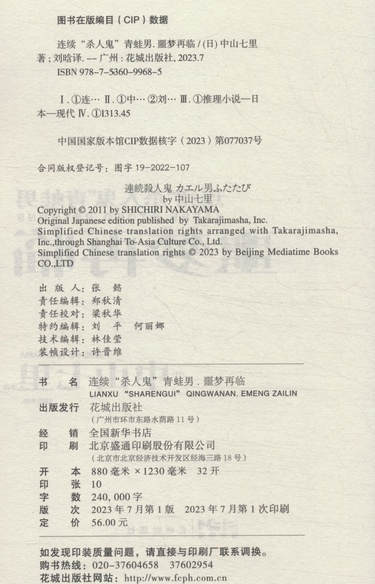 图书在版编目(CIP)数据
连续“杀人鬼”青蛙男.噩梦再临/(日)中山七里
著;刘晗译.--广州:花城出版社,2023.7
ISBN 978-7-5360-9968-5
Ⅰ.①连… Ⅱ.①中… ②刘… Ⅲ.①推理小说—日
本—现代 Ⅳ.①I313.45
中国国家版本馆CIP数据核字(2023)第077037号
合同版权登记号:图字19-2022-107
連続殺人鬼 カエル男ふたたび
by 中山七里
Copyright © 2011 by SHICHIRI NAKAYAMA
Original Japanese edition published by Takarajimasha, Inc.
Simplified Chinese translation rights arranged with Takarajimasha,
Inc.,through Shanghai To-Asia Culture Co., Ltd.
Simplified Chinese translation rights © 2023 by Beijing Mediatime Books
CO.,LTD
出 版 人:张 懿
责任编辑:郑秋清
责任校对:梁秋华
特约编辑:刘 平 何丽娜
技术编辑:林佳莹
装帧设计:许晋维
书 名 连续“杀人鬼”青蛙男.噩梦再临
LIANXU “SHARENGUI” QINGWANAN. EMENG ZAILIN
出版发行 花城出版社
(广州市环市东路水荫路11号)
经 销 全国新华书店
印 刷 北京盛通印刷股份有限公司
(北京市北京经济技术开发区经海三路18号)
开 本 880毫米×1230毫米 32开
印 张 10
字 数 240,000字
版 次 2023年7月第1版 2023年7月第1次印刷
定 价 56.00元
如发现印装质量问题,请直接与印刷厂联系调换。
购书热线:020-37604658 37602954
花城出版社网站:http://www.fcph.com.cn